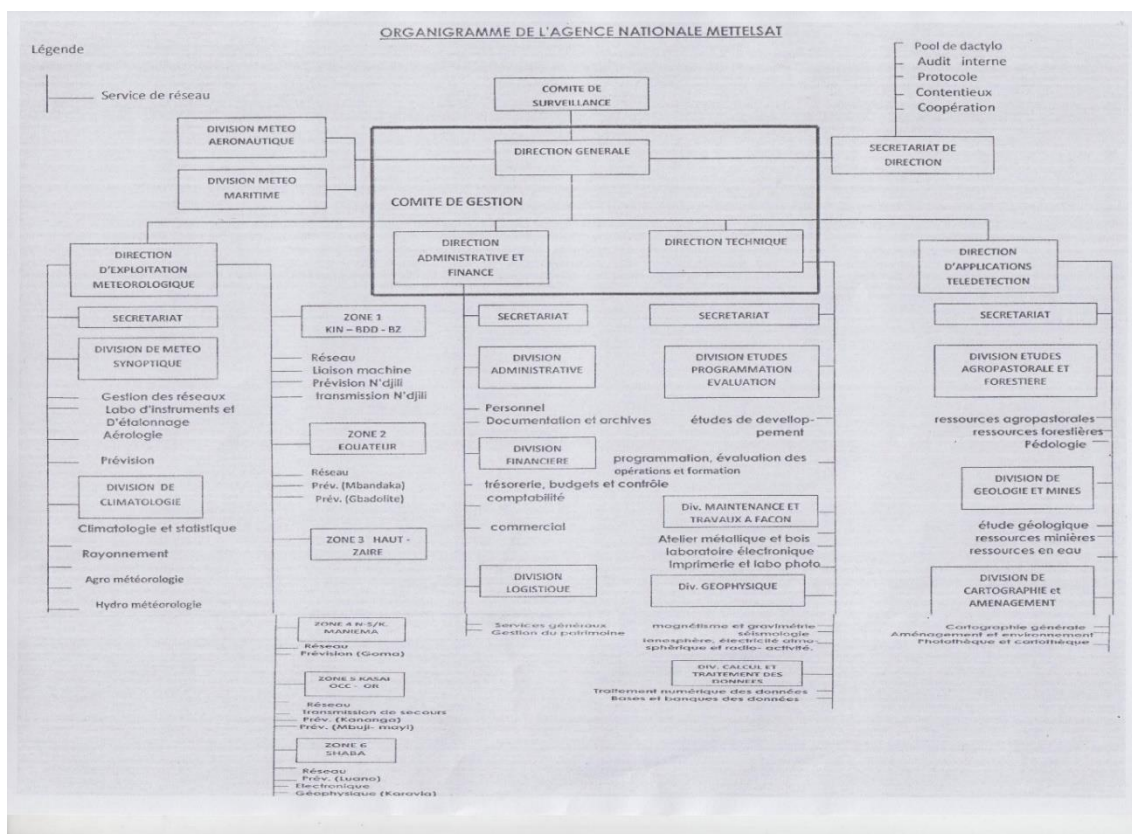 ORGANIGRAMME DE L'AGENCE NATIONALE METTELSAT
Légende
Service de réseau
Pool de dactylo
Audit interne
Protocole
Contentieux
Coopération
COMITE DE
SURVEILLANCE
DIVISION METEO
AERONAUTIQUE
DIRECTION GENERALE
SECRETARIAT DE
DIRECTION
DIVISION METEO
MARITIME
COMITE DE GESTION
DIRECTION
D'EXPLOITATION
METEOROLOGIQUE
DIRECTION
ADMINISTRATIVE ET
FINANCE
DIRECTION TECHNIQUE
DIRECTION
D'APPLICATIONS
TELEDETECTION
SECRETARIAT
DIVISION DE METEO
SYNOPTIQUE
Gestion des réseaux
Labo d'instruments et
D'étalonnage
Aérologie
Prévision
DIVISION DE
CLIMATOLOGIE
Climatologie et statistique
Rayonnement
Agro météorologie
Hydro météorologie
ZONE 1
KIN – BDD - BZ
Réseau
Liaison machine
Prévision N'djili
transmission N'djili
ZONE 2
EQUATEUR
Réseau
Prév. (Mbandaka)
Prév. (Gbadolite)
ZONE 3 HAUT -
ZAIRE
ZONE 4 N-S/K.
MANIEMA
Réseau
Prévision (Goma)
ZONE 5 KASAI
OCC - OR
Réseau
Transmission de secours
Prév. (Kananga)
Prév. (Mbuji- mayi)
ZONE 6
SHABA
Réseau
Prév. (Luano)
Electronique
Géophysique (Karavia)
SECRETARIAT
DIVISION
ADMINISTRATIVE
Personnel
Documentation et archives
DIVISION
FINANCIERE
trésorerie, budgets et contrôle
comptabilité
commercial
DIVISION
LOGISTIQUE
Services généraux
Gestion du patrimoine
SECRETARIAT
DIVISION ETUDES
PROGRAMMATION
EVALUATION
études de develop-
pement
programmation, évaluation des
opérations et formation
Div. MAINTENANCE ET
TRAVAUX A FACON
Atelier métallique et bois
laboratoire électronique
Imprimerie et labo photo
Div. GEOPHYSIQUE
magnétisme et gravimétrie
séismologie
ionosphère, électricité atmo-
sphérique et radio- activité.
DIV. CALCUL ET
TRAITEMENT DES
DONNEES
Traitement numérique des données
Bases et banques des données
SECRETARIAT
DIVISION ETUDES
AGROPASTORALE ET
FORESTIERE
ressources agropastorales
ressources forestières
Pédologie
DIVISION DE
GEOLOGIE ET MINES
étude géologique
ressources minières
ressources en eau
DIVISION DE
CARTOGRAPHIE et
AMENAGEMENT
Cartographie générale
Aménagement et environnement
Photothèque et cartothèque